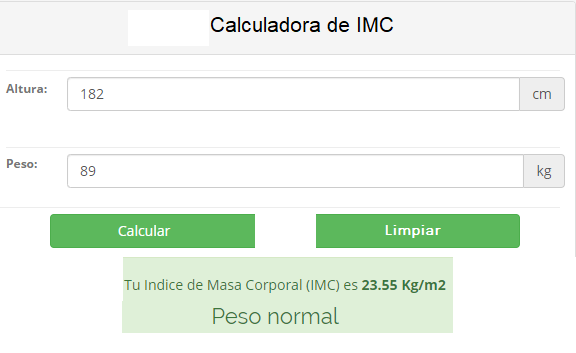 Calculadora de IMC
Altura: 182 cm
Peso: 89 kg
Calcular Limpiar
Tu Indice de Masa Corporal (IMC) es 23.55 Kg/m2
Peso normal